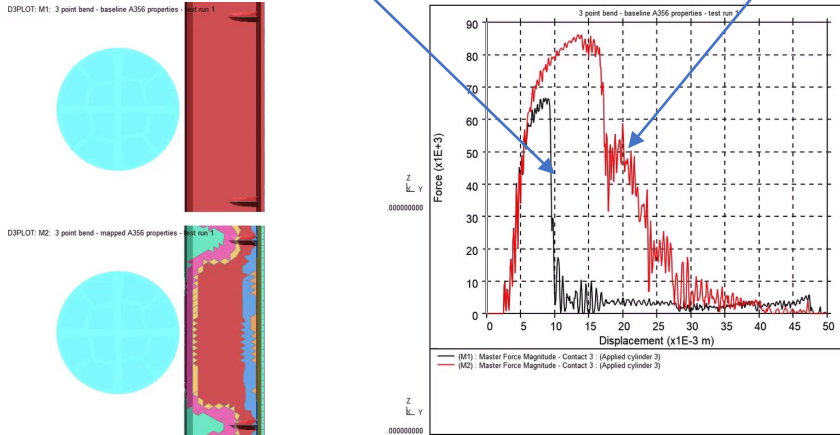 D3PLOT: M1: 3 point bend - baseline A356 properties - test run 1
Z
Y
.000000000
D3PLOT: M2: 3 point bend - mapped A356 properties - test run 1
Z
Y
.000000000
3 point bend - baseline A356 properties - test run 1
Force (x1E+3)
90
80
70
60
50
40
30
20
10
0
0 5 10 15 20 25 30 35 40 45 50
Displacement (x1E-3 m)
(M1) : Master Force Magnitude - Contact 3 : (Applied cylinder 3)
(M2) : Master Force Magnitude - Contact 3 : (Applied cylinder 3)